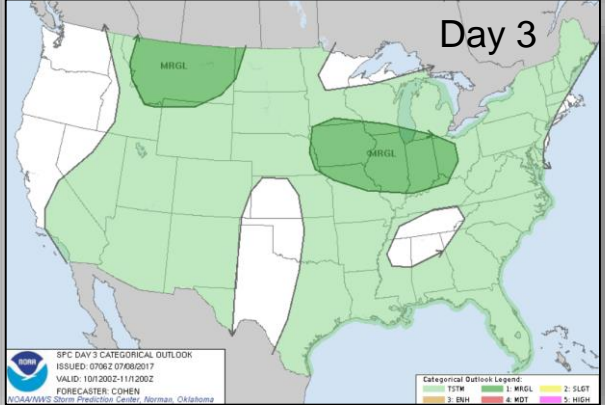 Day 3
MRGL
MRGL
NOAA
SPC DAY 3 CATEGORICAL OUTLOOK
ISSUED: 0706Z 07/08/2017
VALID: 10/1200Z-11/1200Z
FORECASTER: COHEN
NOAA/NWS Storm Prediction Center, Norman, Oklahoma
Categorical Outlook Legend:
TSTM 1: MRGL 2: SLGT
3: ENH 4: MDT 5: HIGH